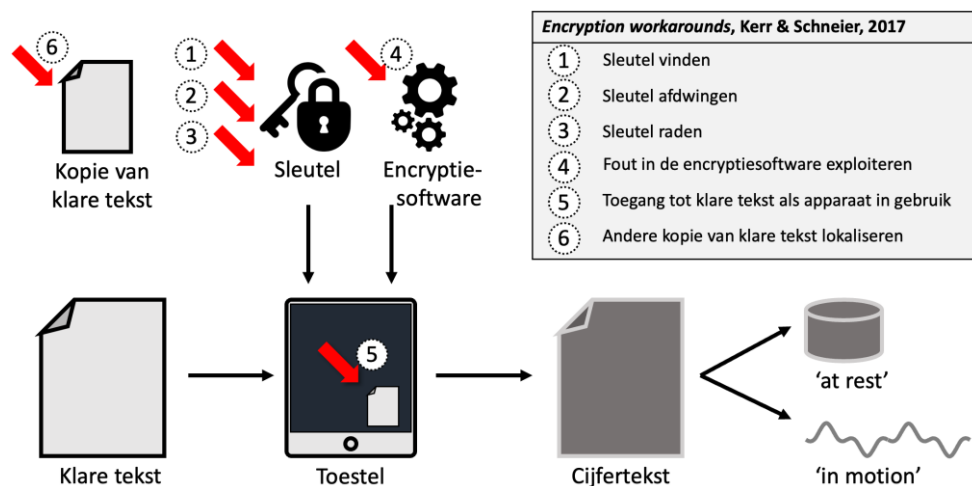 6
Kopie van
klare tekst
1
2
3
Sleutel
4
Encryptie-
software
Encryption workarounds, Kerr & Schneier, 2017
1 Sleutel vinden
2 Sleutel afdwingen
3 Sleutel raden
4 Fout in de encryptiesoftware exploiteren
5 Toegang tot klare tekst als apparaat in gebruik
6 Andere kopie van klare tekst lokaliseren
Klare tekst
5
Toestel
Cijfertekst
‘at rest’
‘in motion’